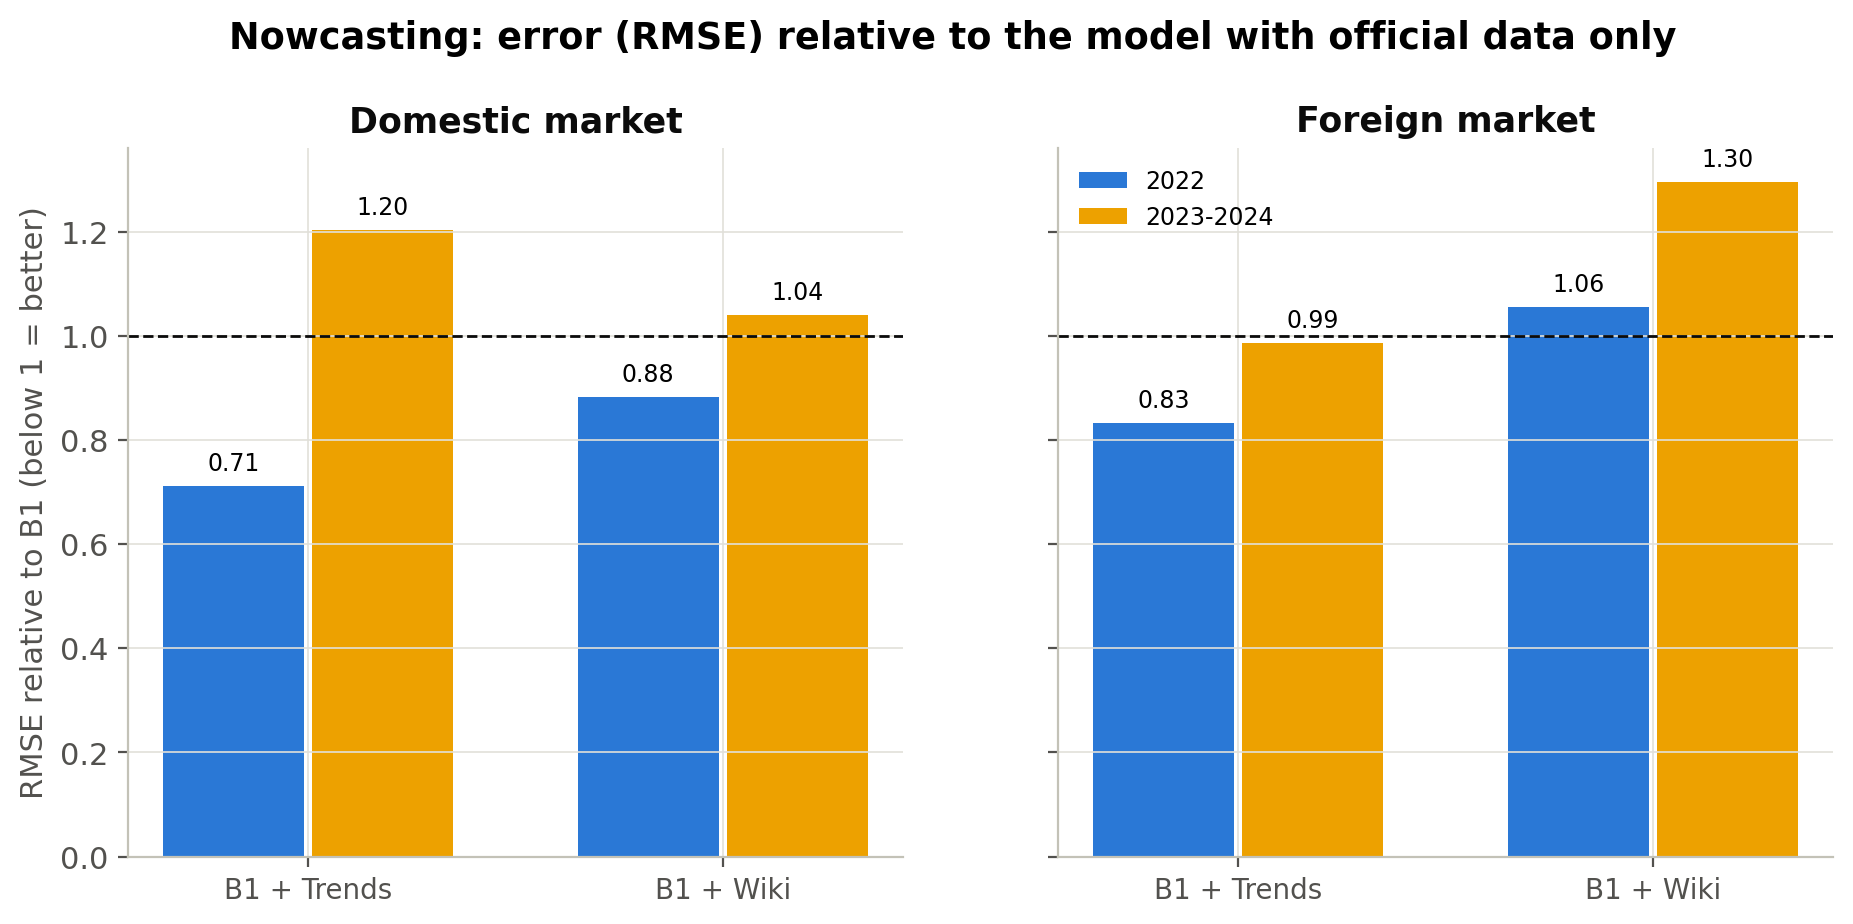 Nowcasting: error (RMSE) relative to the model with official data only
Domestic market
RMSE relative to B1 (below 1 = better)
1.2
1.0
0.8
0.6
0.4
0.2
0.0
0.71
1.20
0.88
1.04
B1 + Trends
B1 + Wiki
Foreign market
2022
2023-2024
0.83
0.99
1.06
1.30
B1 + Trends
B1 + Wiki